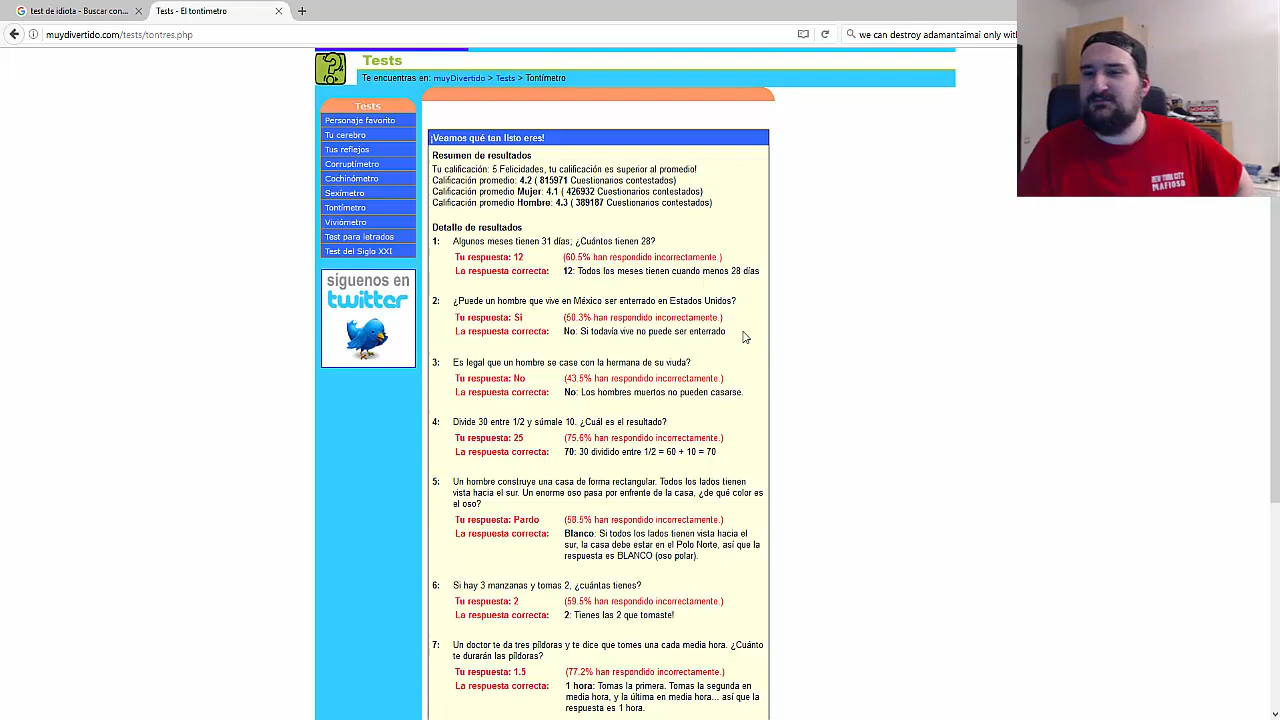 test de idiota - Buscar con...
Tests - El tontimetro
muydivertido.com/tests/tontres.php
we can destroy adamantaimai only with
Tests
Te encuentras en: muyDivertido > Tests > Tontímetro
Tests
Personaje favorito
Tu cerebro
Tus reflejos
Corruptímetro
Cochinómetro
Sexímetro
Tontímetro
Viviómetro
Test para letrados
Test del Siglo XXI
síguenos en
twitter
¡Veamos qué tan listo eres!
Resumen de resultados
Tu calificación: 5 Felicidades, tu calificación es superior al promedio!
Calificación promedio: 4.2 ( 815971 Cuestionarios contestados)
Calificación promedio Mujer: 4.1 ( 426932 Cuestionarios contestados)
Calificación promedio Hombre: 4.3 ( 389187 Cuestionarios contestados)
Detalle de resultados
1: Algunos meses tienen 31 días; ¿Cuántos tienen 28?
Tu respuesta: 12 (60.5% han respondido incorrectamente.)
La respuesta correcta: 12: Todos los meses tienen cuando menos 28 días
2: ¿Puede un hombre que vive en México ser enterrado en Estados Unidos?
Tu respuesta: Si (50.3% han respondido incorrectamente.)
La respuesta correcta: No: Si todavía vive no puede ser enterrado
3: Es legal que un hombre se case con la hermana de su viuda?
Tu respuesta: No (43.5% han respondido incorrectamente.)
La respuesta correcta: No: Los hombres muertos no pueden casarse.
4: Divide 30 entre 1/2 y súmale 10. ¿Cuál es el resultado?
Tu respuesta: 25 (75.6% han respondido incorrectamente.)
La respuesta correcta: 70: 30 dividido entre 1/2 = 60 + 10 = 70
5: Un hombre construye una casa de forma rectangular. Todos los lados tienen
vista hacia el sur. Un enorme oso pasa por enfrente de la casa, ¿de qué color es
el oso?
Tu respuesta: Pardo (58.5% han respondido incorrectamente.)
La respuesta correcta: Blanco: Si todos los lados tienen vista hacia el
sur, la casa debe estar en el Polo Norte, así que la
respuesta es BLANCO (oso polar).
6: Si hay 3 manzanas y tomas 2, ¿cuántas tienes?
Tu respuesta: 2 (59.5% han respondido incorrectamente.)
La respuesta correcta: 2: Tienes las 2 que tomaste!
7: Un doctor te da tres píldoras y te dice que tomes una cada media hora. ¿Cuánto
te durarán las píldoras?
Tu respuesta: 1.5 (77.2% han respondido incorrectamente.)
La respuesta correcta: 1 hora: Tomas la primera. Tomas la segunda en
media hora, y la última en media hora... así que la
respuesta es 1 hora.
NEW YORK CITY
MAFIOSO